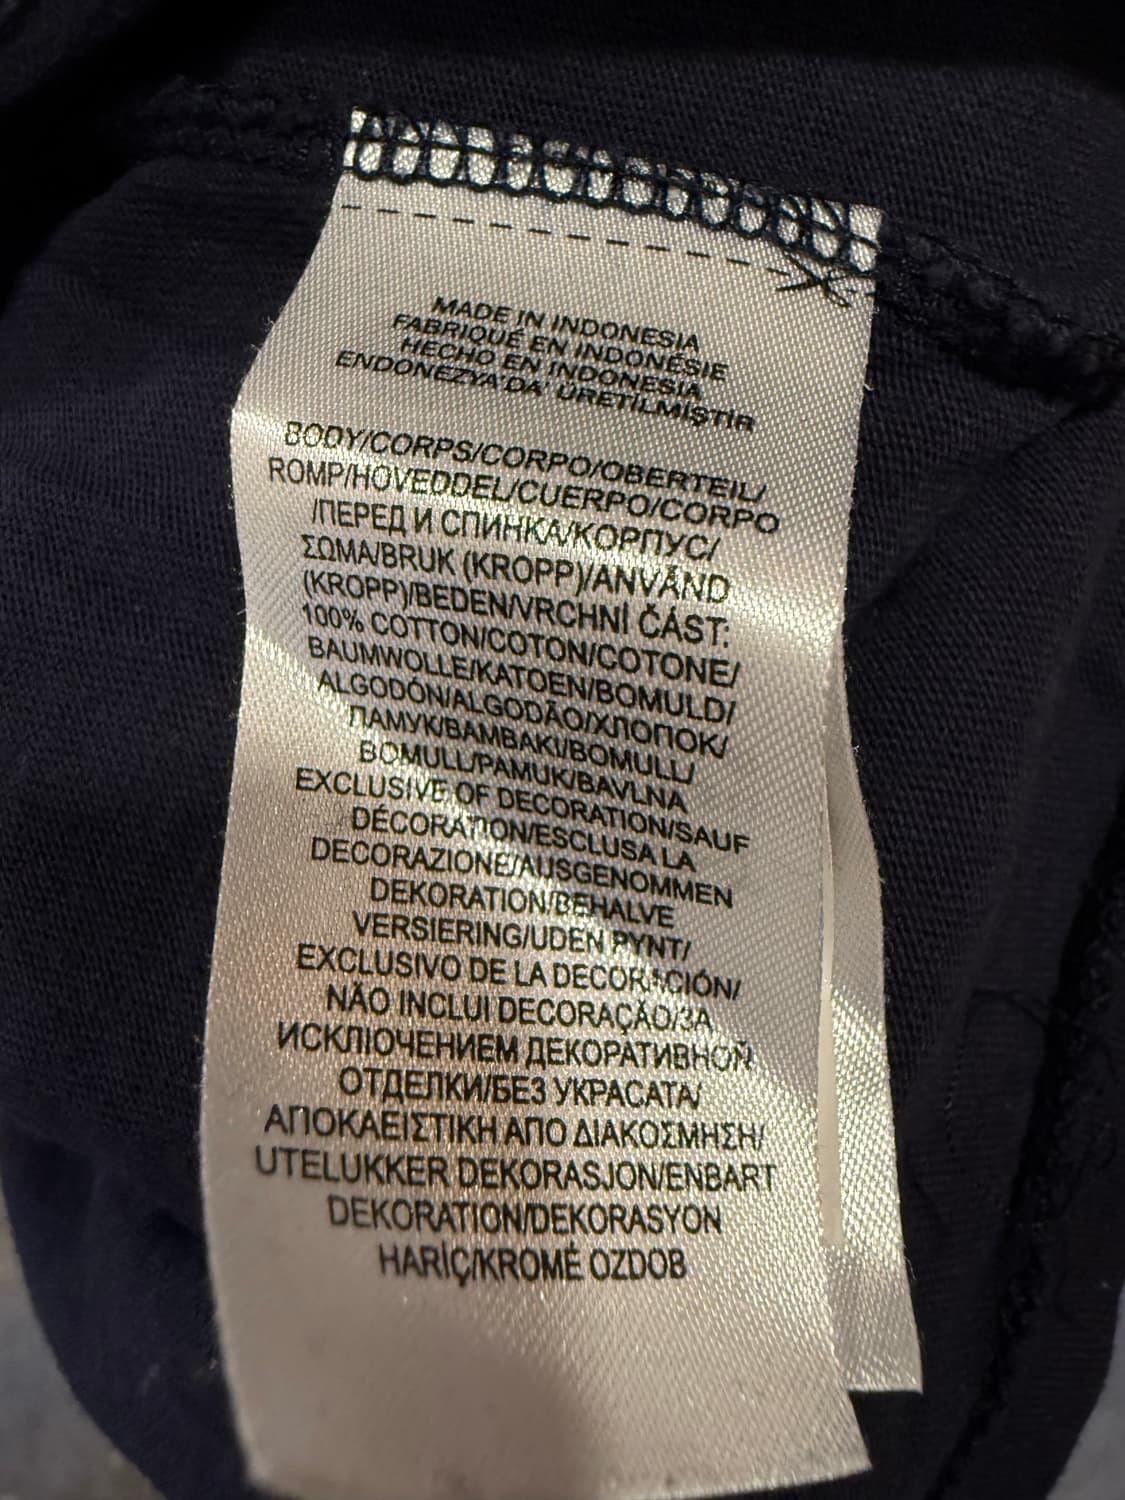 MADE IN INDONESIA
FABRIQUÉ EN INDONÉSIE
HECHO EN INDONESIA
ENDONEZYA'DA' ÜRETİLMİŞTİR
BODY/CORPS/CORPO/OBERTEIL/
ROMP/HOVEDDEL/CUERPO/CORPO
/ПЕРЕД И СПИНКА/КОРПУС/
ΣΩΜΑ/BRUK (KROPP)/ANVÄND
(KROPP)/BEDEN/VRCHNÍ ČÁST:
100% COTTON/COTON/COTONE/
BAUMWOLLE/KATOEN/BOMULD/
ALGODÓN/ALGODÃO/ХЛОПОК/
ПАМУК/ΒΑΜΒΑΚΙ/BOMULL/
BOMULL/PAMUK/BAVLNA
EXCLUSIVE OF DECORATION/SAUF
DÉCORATION/ESCLUSA LA
DECORAZIONE/AUSGENOMMEN
DEKORATION/BEHALVE
VERSIERING/UDEN PYNT/
EXCLUSIVO DE LA DECORACIÓN/
NÃO INCLUI DECORAÇÃO/ЗА
ИСКЛЮЧЕНИЕМ ДЕКОРАТИВНОЙ
ОТДЕЛКИ/БЕЗ УКРАСАТА/
ΑΠΟΚΛΕΙΣΤΙΚΗ ΑΠΟ ΔΙΑΚΟΣΜΗΣΗ/
UTELUKKER DEKORASJON/ENBART
DEKORATION/DEKORASYON
HARİÇ/KROMĚ OZDOB